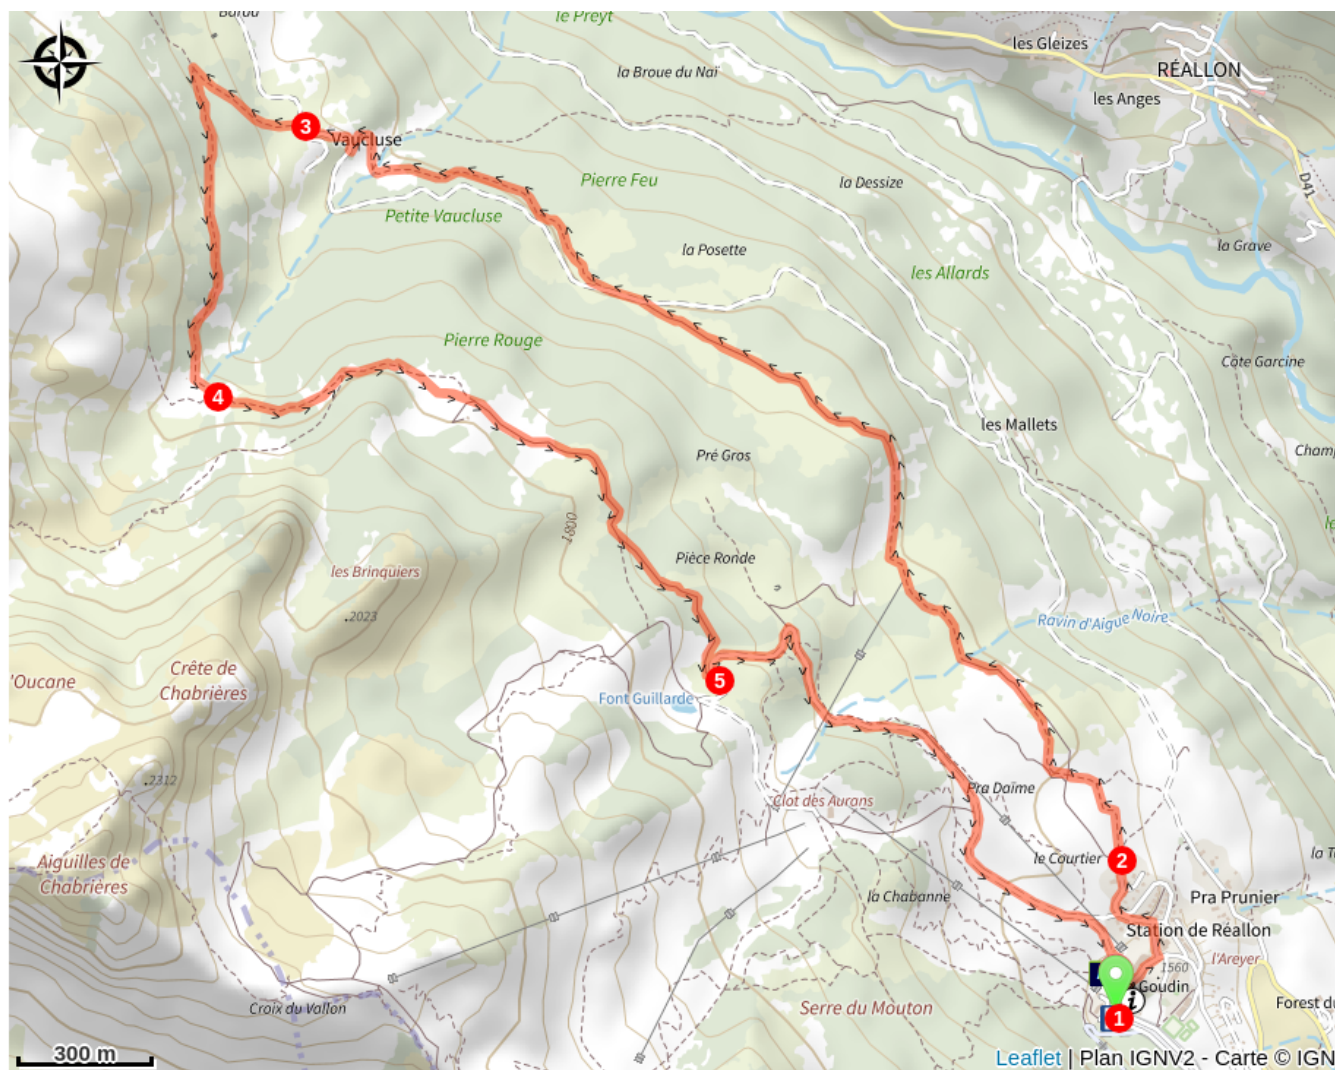 le Preyt
les Gleizes
RÉALLON
la Broue du Naï
les Anges
3
Vaucluse
D41
Pierre Feu
la Dessize
Petite Vaucluse
la Posette
la Grave
les Allards
Pierre Rouge
Côte Garcine
4
les Mallets
Pré Gros
1800
Pièce Ronde
les Brinquiers
.2023
Ravin d'Aigue Noire
Crête de
Chabrières
'Oucane
5
Font Guillarde
.2312
Pra Daïme
Clot des Aurans
Aiguilles de
Chabrières
le Courtier
2
la Chabanne
Pra Prunier
Station de Réallon
l'Areyer
.1560
Goudin
i
Croix du Vallon
Serre du Mouton
1
Forest du
300 m
Leaflet | Plan IGNV2 - Carte © IGN